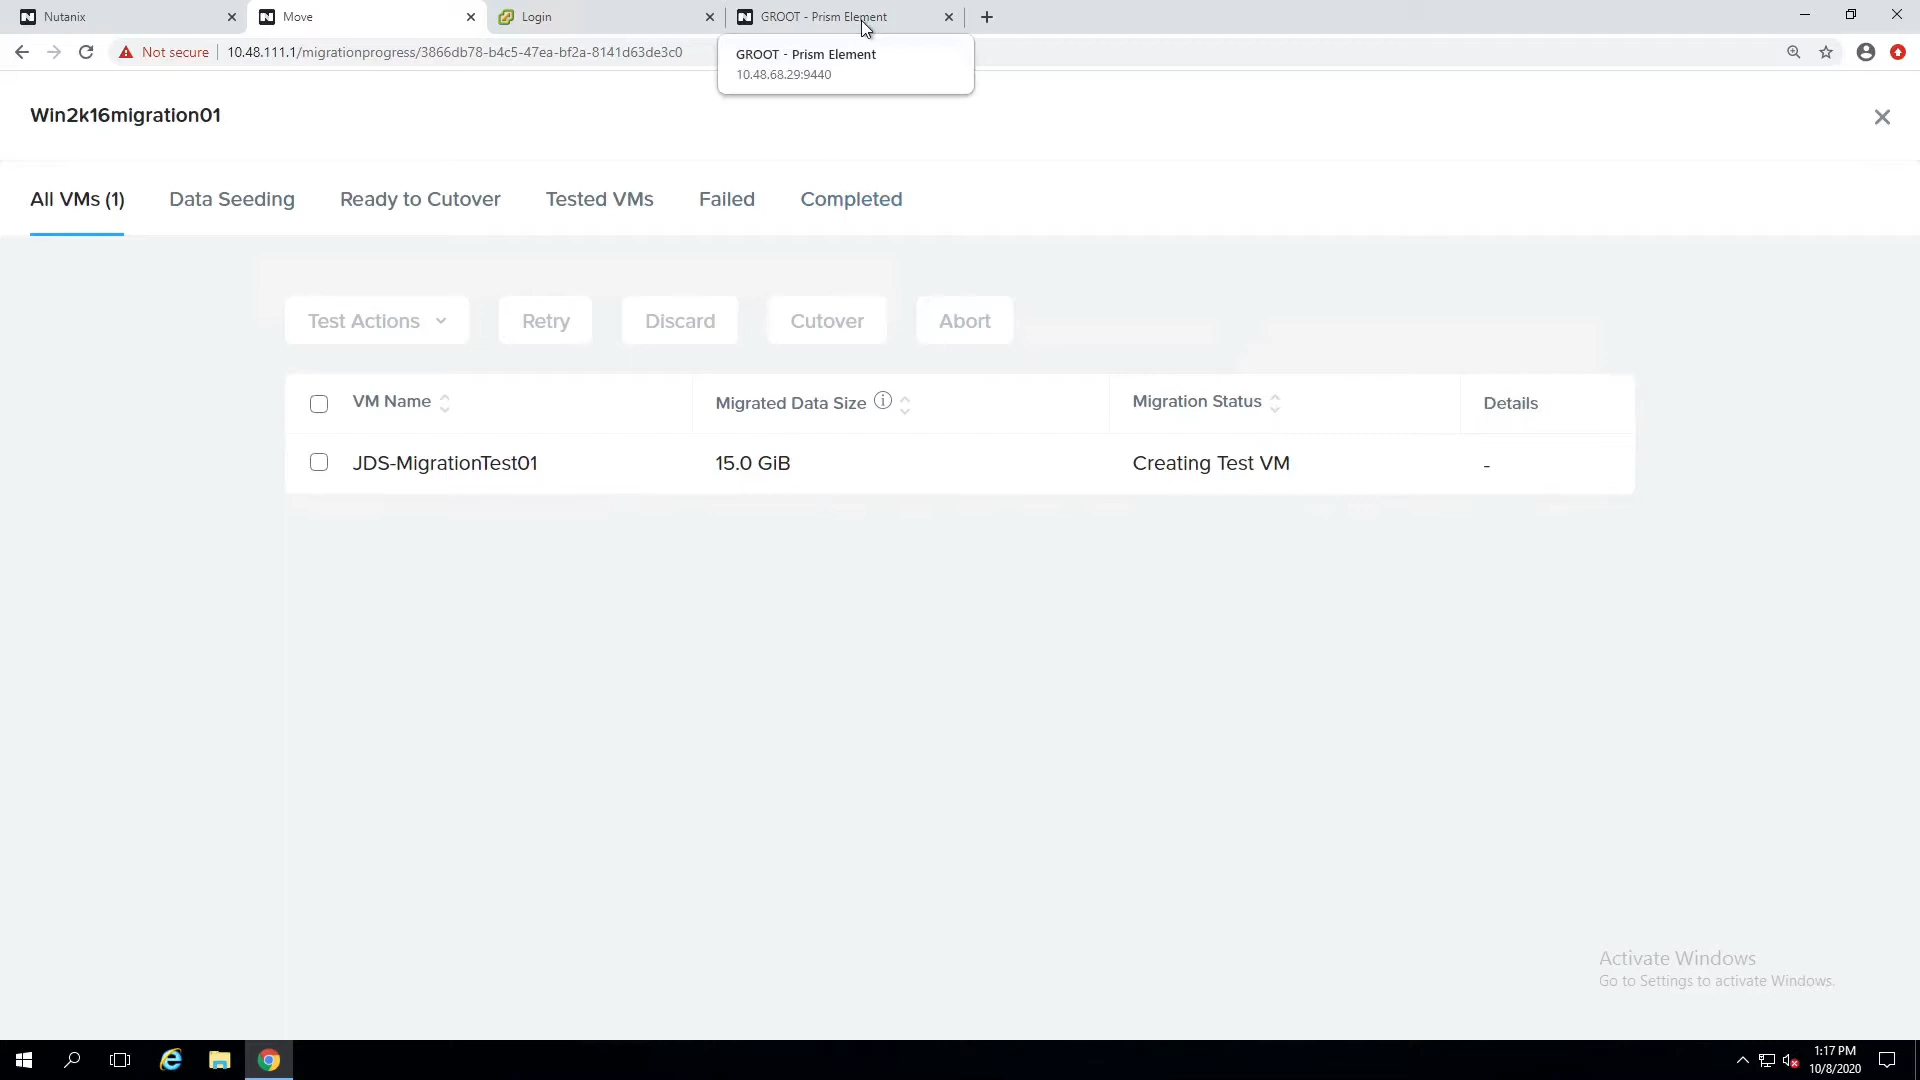 Nutanix
Move
Login
GROOT - Prism Element
Not secure
10.48.111.1/migrationprogress/3866db78-b4c5-47ea-bf2a-8141d63de3c0
GROOT - Prism Element
10.48.68.29:9440
Win2k16migration01
All VMs (1)
Data Seeding
Ready to Cutover
Tested VMs
Failed
Completed
Test Actions
Retry
Discard
Cutover
Abort
VM Name
Migrated Data Size
Migration Status
Details
JDS-MigrationTest01
15.0 GiB
Creating Test VM
-
Activate Windows
Go to Settings to activate Windows.
1:17 PM
10/8/2020